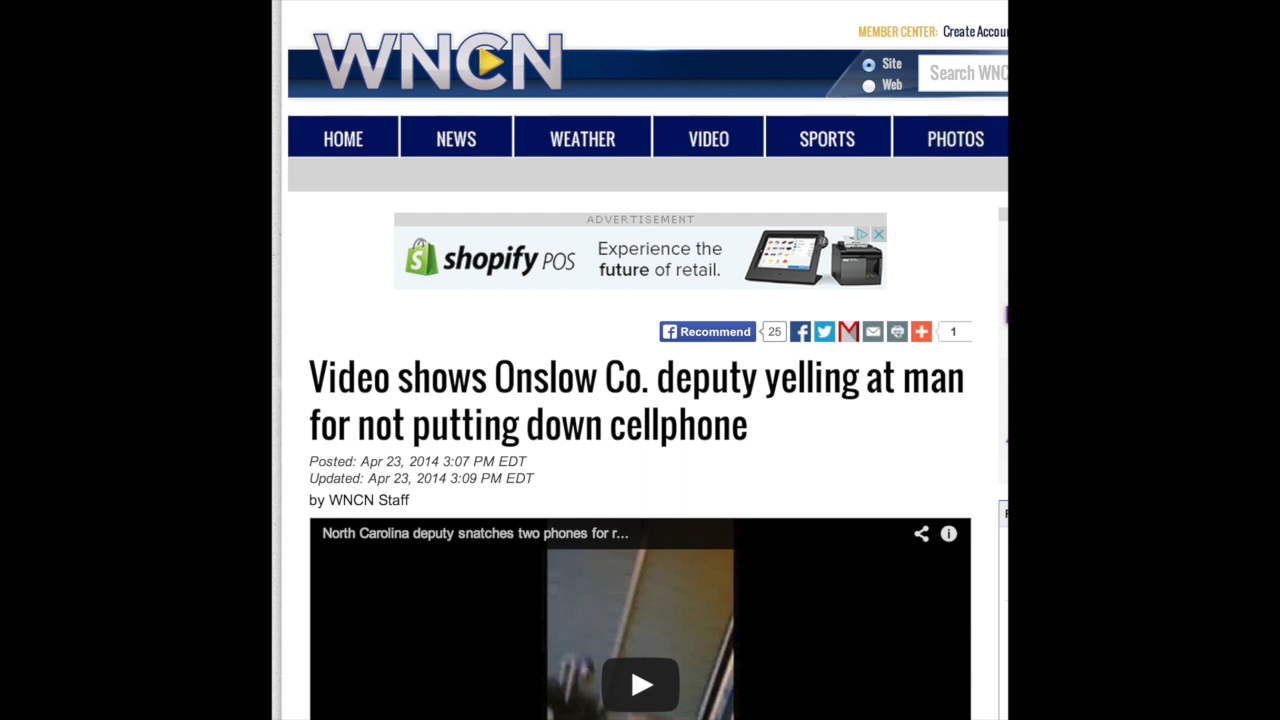 MEMBER CENTER: Create Accou
WNCN
Site
Web
Search WNC
HOME NEWS WEATHER VIDEO SPORTS PHOTOS
ADVERTISEMENT
shopify POS
Experience the
future of retail.
Recommend 25 1
Video shows Onslow Co. deputy yelling at man
for not putting down cellphone
Posted: Apr 23, 2014 3:07 PM EDT
Updated: Apr 23, 2014 3:09 PM EDT
by WNCN Staff
North Carolina deputy snatches two phones for r...